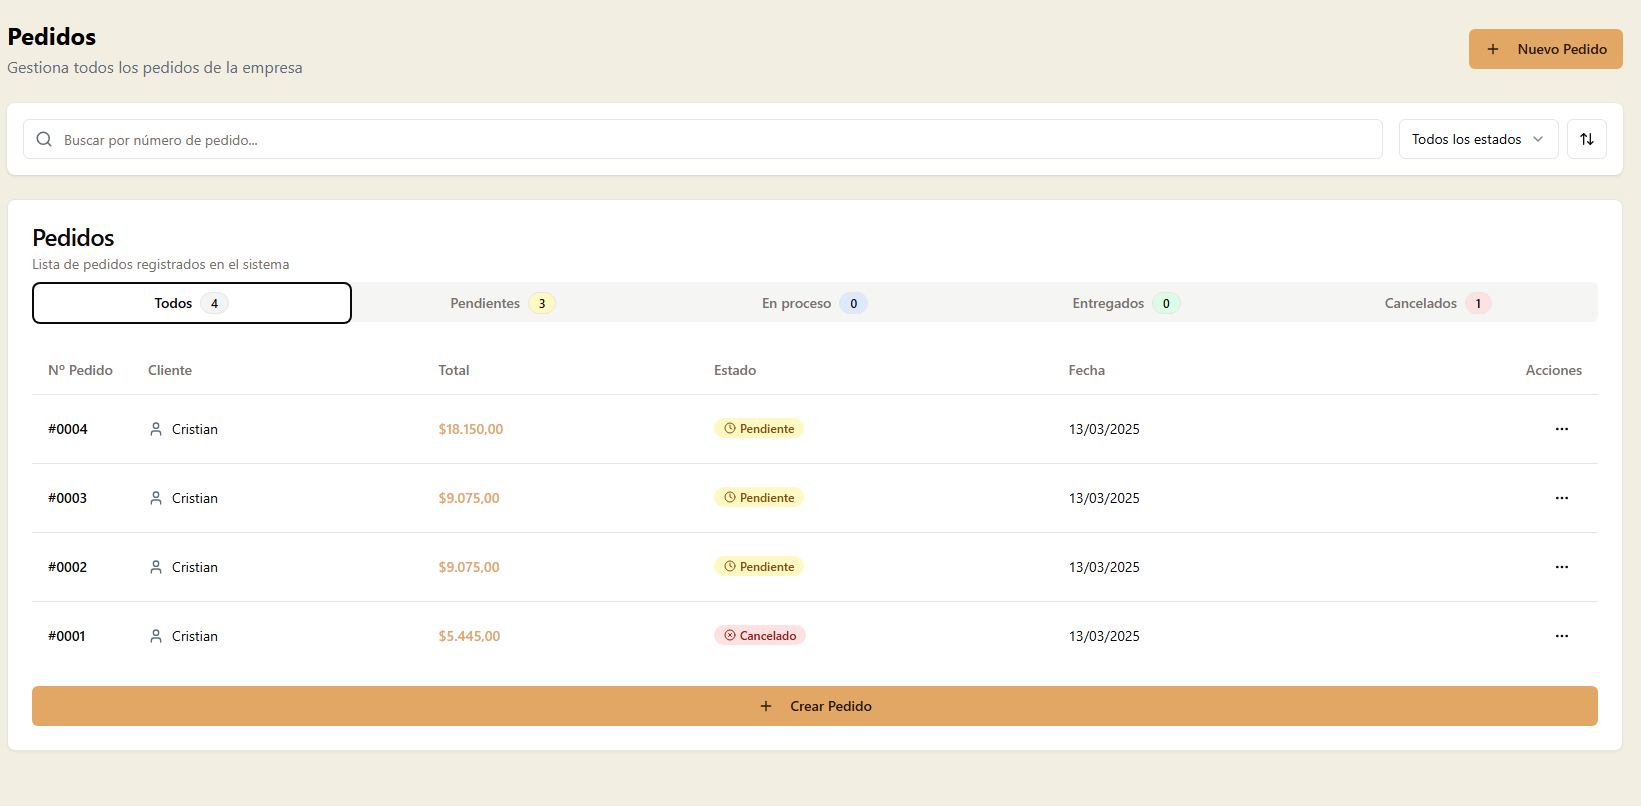 Pedidos
Gestiona todos los pedidos de la empresa
Nuevo Pedido
Buscar por número de pedido...
Todos los estados
Pedidos
Lista de pedidos registrados en el sistema
Todos 4 Pendientes 3 En proceso 0 Entregados 0 Cancelados 1
Nº Pedido Cliente Total Estado Fecha Acciones
#0004 Cristian $18.150,00 Pendiente 13/03/2025
#0003 Cristian $9.075,00 Pendiente 13/03/2025
#0002 Cristian $9.075,00 Pendiente 13/03/2025
#0001 Cristian $5.445,00 Cancelado 13/03/2025
Crear Pedido